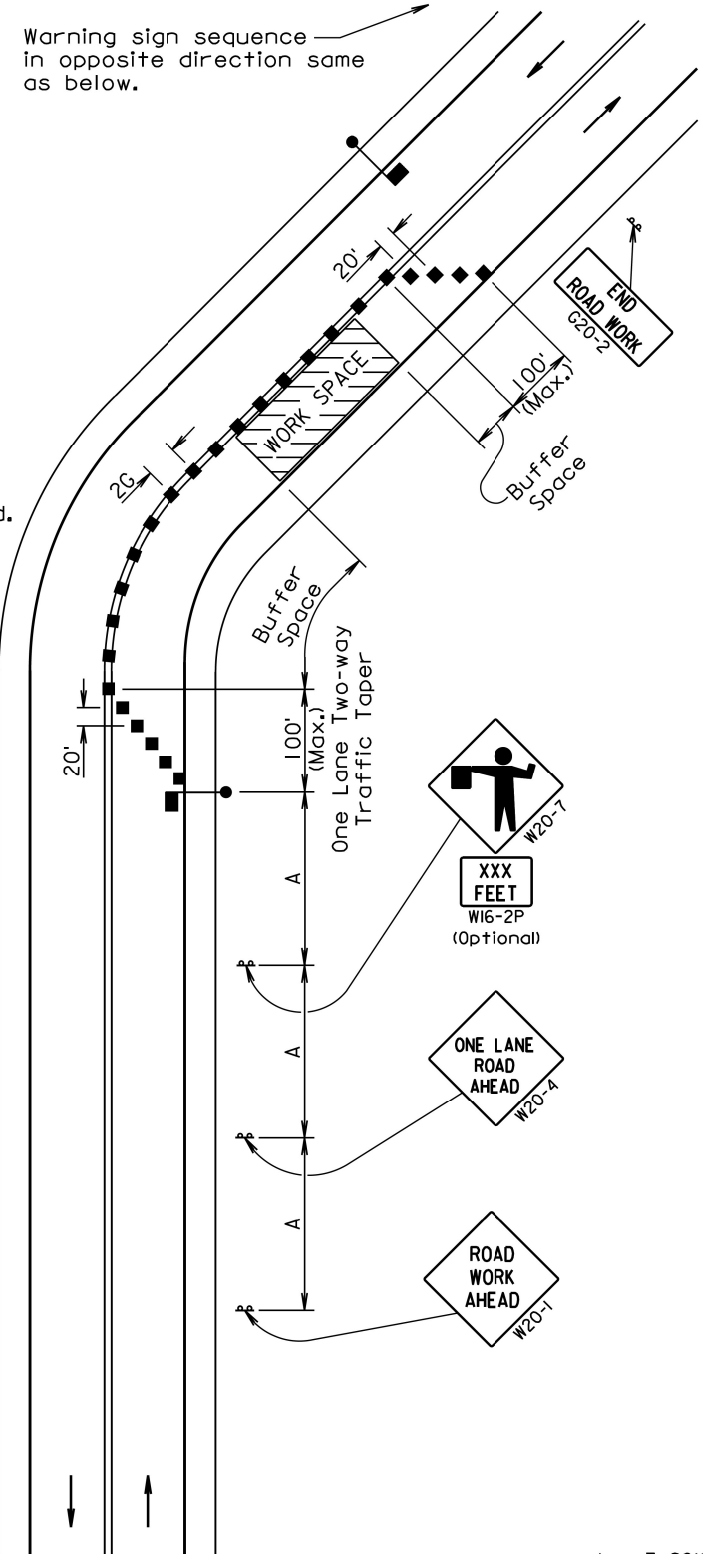 Warning sign sequence
in opposite direction same
as below.
20'
END
ROAD WORK
G20-2
100'
(Max.)
WORK SPACE
Buffer
Space
2G
d.
Buffer
Space
100'
(Max.)
One Lane Two-way
Traffic Taper
20'
W20-7
XXX
FEET
W16-2P
(Optional)
A
ONE LANE
ROAD
AHEAD
W20-4
A
ROAD
WORK
AHEAD
W20-1
A